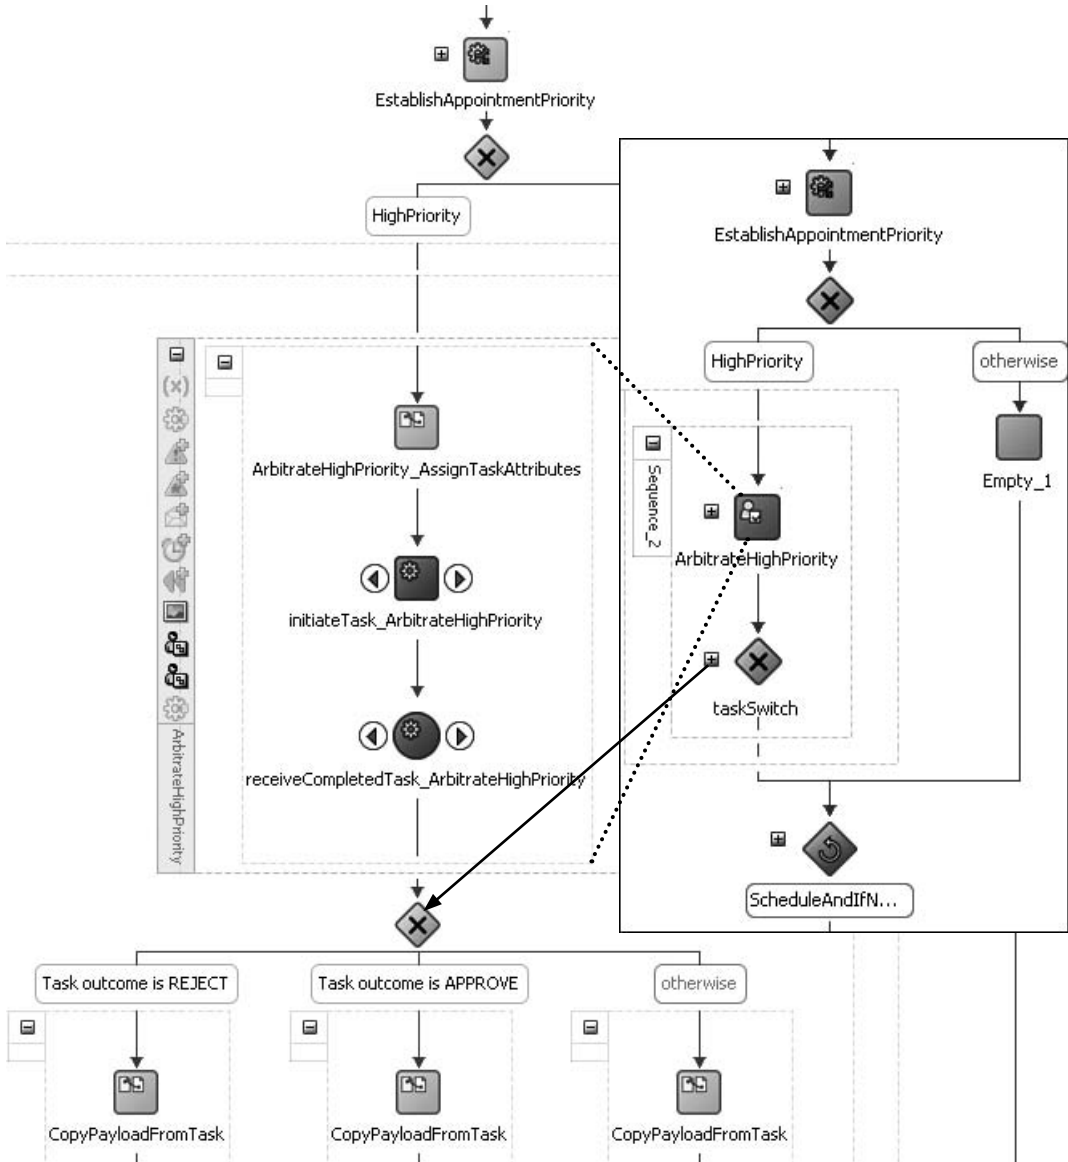 EstablishAppointmentPriority
HighPriority
(x)
ArbitrateHighPriority
ArbitrateHighPriority_AssignTaskAttributes
initiateTask_ArbitrateHighPriority
receiveCompletedTask_ArbitrateHighPriority
Task outcome is REJECT
Task outcome is APPROVE
otherwise
CopyPayloadFromTask
CopyPayloadFromTask
CopyPayloadFromTask
EstablishAppointmentPriority
HighPriority
otherwise
Empty_1
Sequence_2
ArbitrateHighPriority
taskSwitch
ScheduleAndIfN...